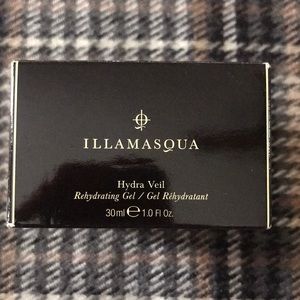 ILLAMASQUA
Hydra Veil
Rehydrating Gel / Gel Réhydratant
30ml ℮ 1.0 Fl Oz.